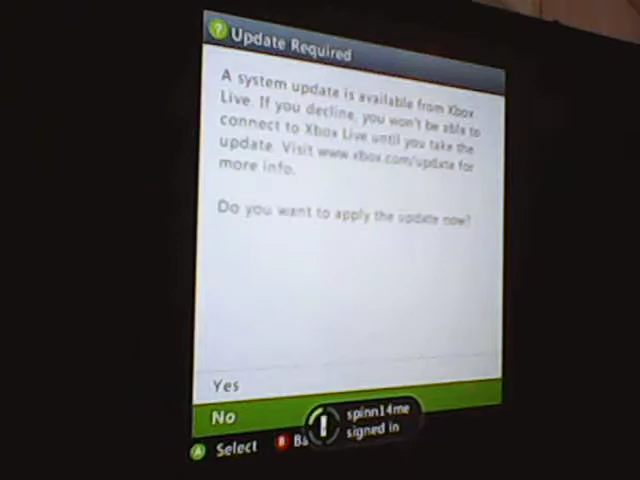 ? Update Required
A system update is available from Xbox
Live. If you decline, you won't be able to
connect to Xbox Live until you take the
update. Visit www.xbox.com/update for
more info.
Do you want to apply the update now?
Yes
No
spinn14me
signed in
A Select B Ba